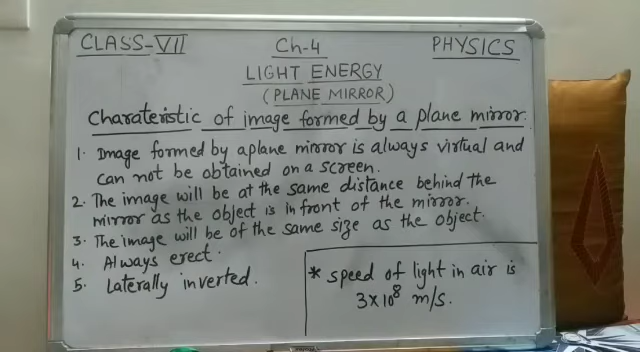 CLASS-VII Ch-4 PHYSICS
LIGHT ENERGY
(PLANE MIRROR)
Charateristic of image formed by a plane mirror.
1. Image formed by aplane mirror is always virtual and
can not be obtained on a screen.
2. The image will be at the same distance behind the
mirror as the object is in front of the mirror.
3. The image will be of the same size as the object.
4. Always erect.
5. Laterally inverted.
* speed of light in air is
3×10⁸ m/s.